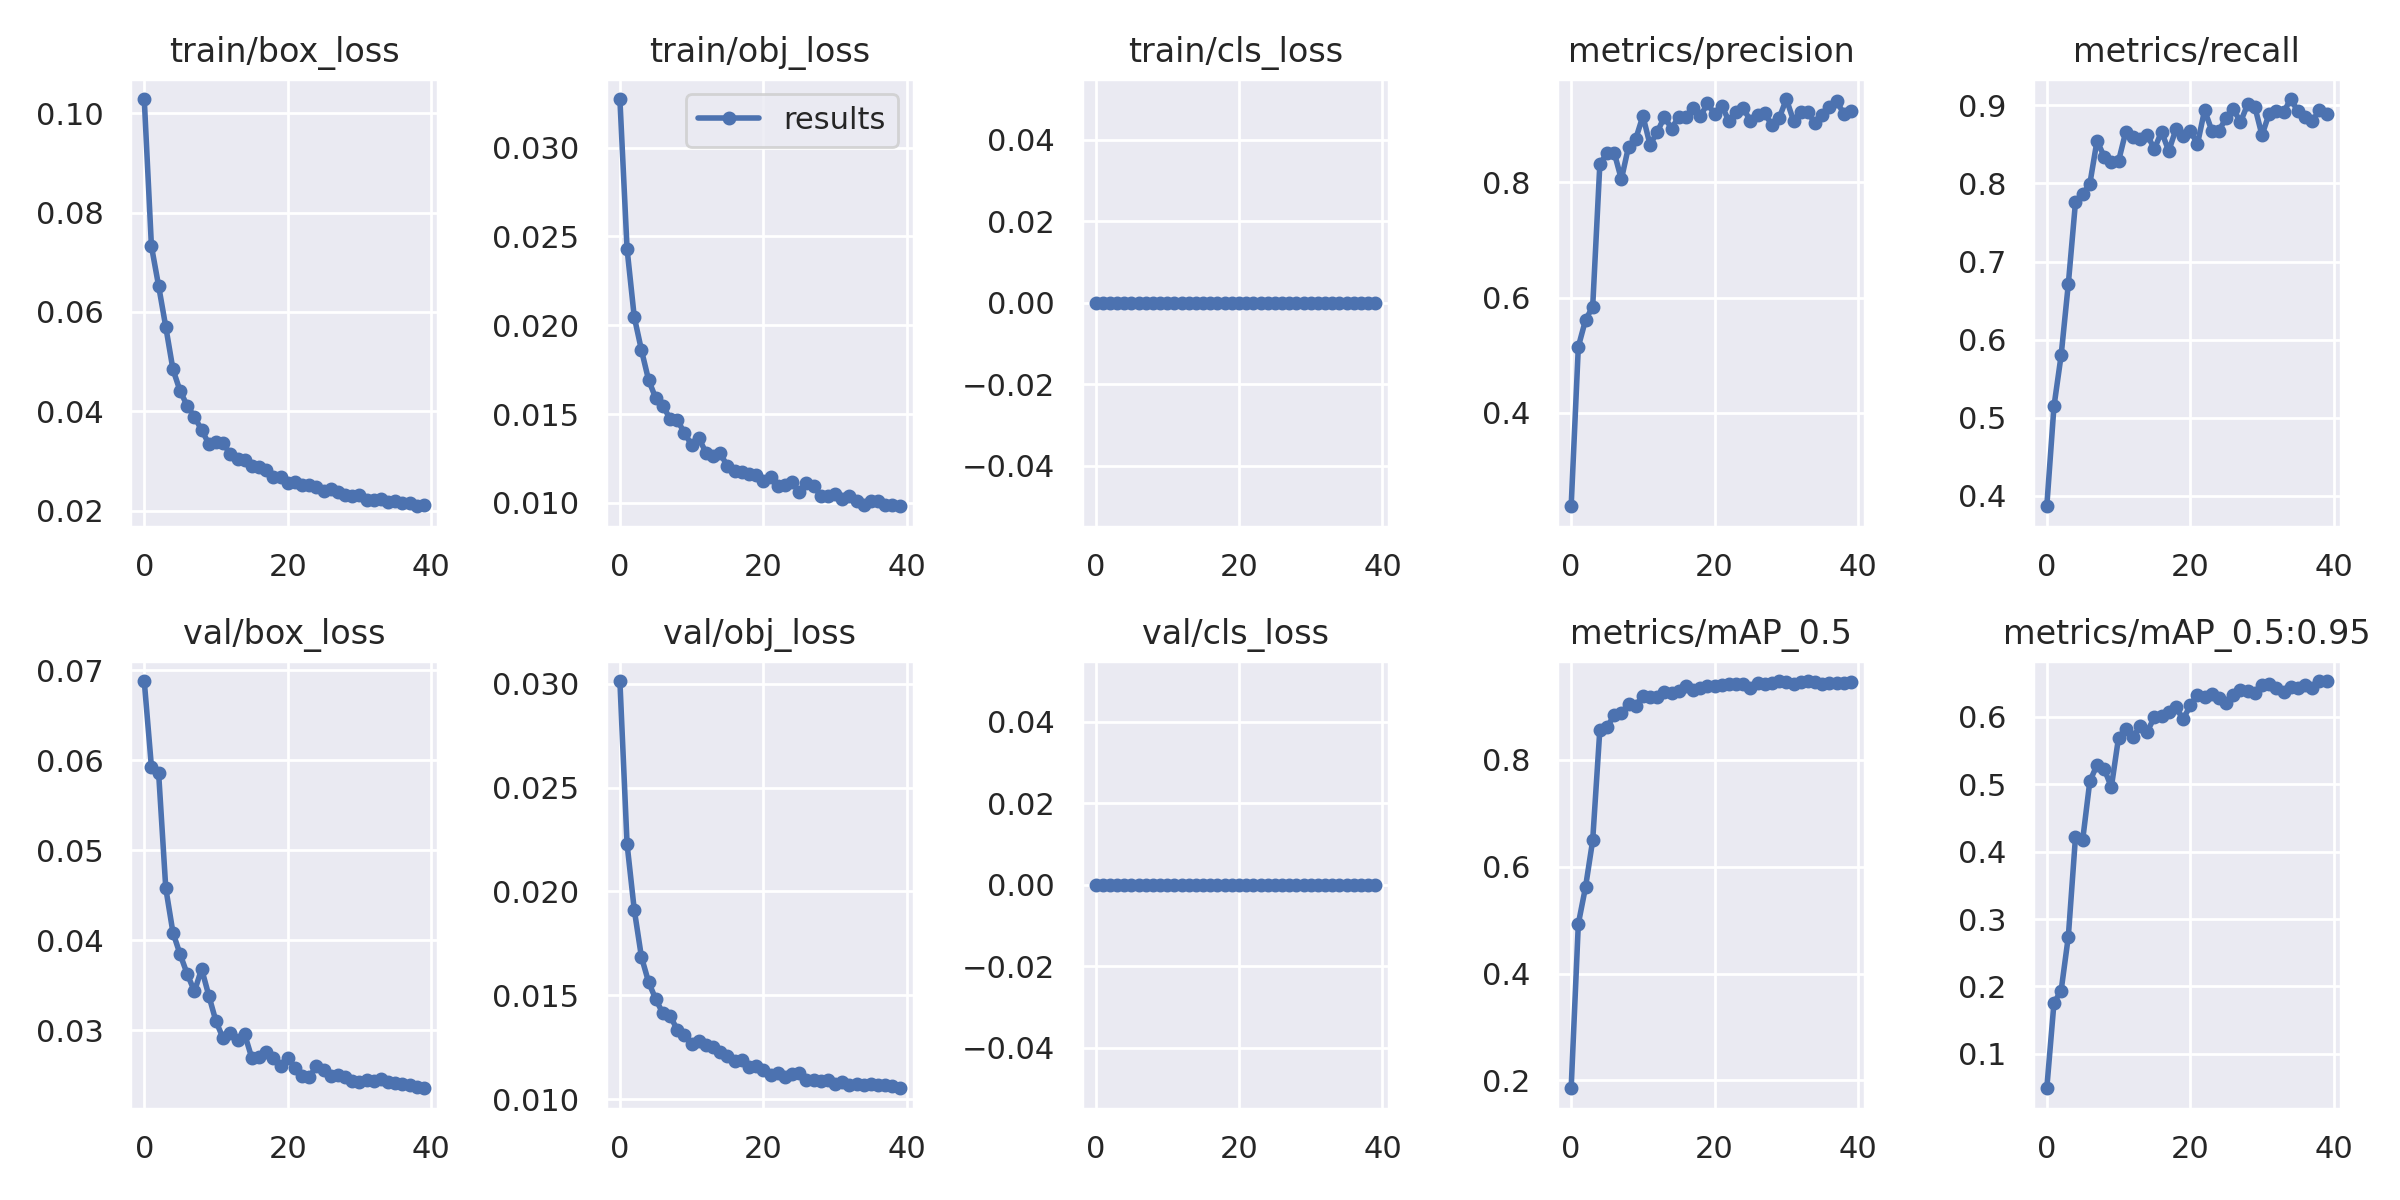 train/box_loss
0.10
0.08
0.06
0.04
0.02
0 20 40
train/obj_loss
results
0.030
0.025
0.020
0.015
0.010
0 20 40
train/cls_loss
0.04
0.02
0.00
−0.02
−0.04
0 20 40
metrics/precision
0.8
0.6
0.4
0 20 40
metrics/recall
0.9
0.8
0.7
0.6
0.5
0.4
0 20 40
val/box_loss
0.07
0.06
0.05
0.04
0.03
0 20 40
val/obj_loss
0.030
0.025
0.020
0.015
0.010
0 20 40
val/cls_loss
0.04
0.02
0.00
−0.02
−0.04
0 20 40
metrics/mAP_0.5
0.8
0.6
0.4
0.2
0 20 40
metrics/mAP_0.5:0.95
0.6
0.5
0.4
0.3
0.2
0.1
0 20 40